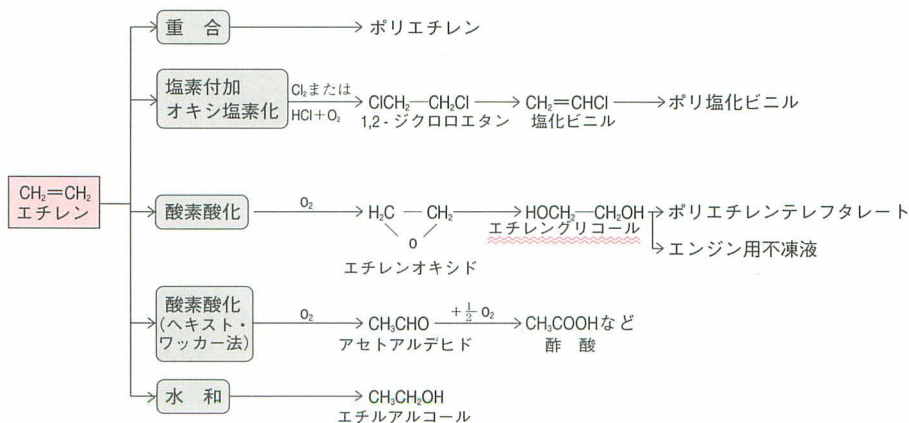 重 合
ポリエチレン
塩素付加
オキシ塩素化
Cl₂または
HCl＋O₂
ClCH₂－CH₂Cl
1,2-ジクロロエタン
CH₂＝CHCl
塩化ビニル
ポリ塩化ビニル
CH₂＝CH₂
エチレン
酸素酸化
O₂
H₂C－CH₂
O
エチレンオキシド
HOCH₂－CH₂OH
エチレングリコール
ポリエチレンテレフタレート
エンジン用不凍液
酸素酸化
(ヘキスト・
ワッカー法)
O₂
CH₃CHO
アセトアルデヒド
＋½ O₂
CH₃COOHなど
酢 酸
水 和
CH₃CH₂OH
エチルアルコール